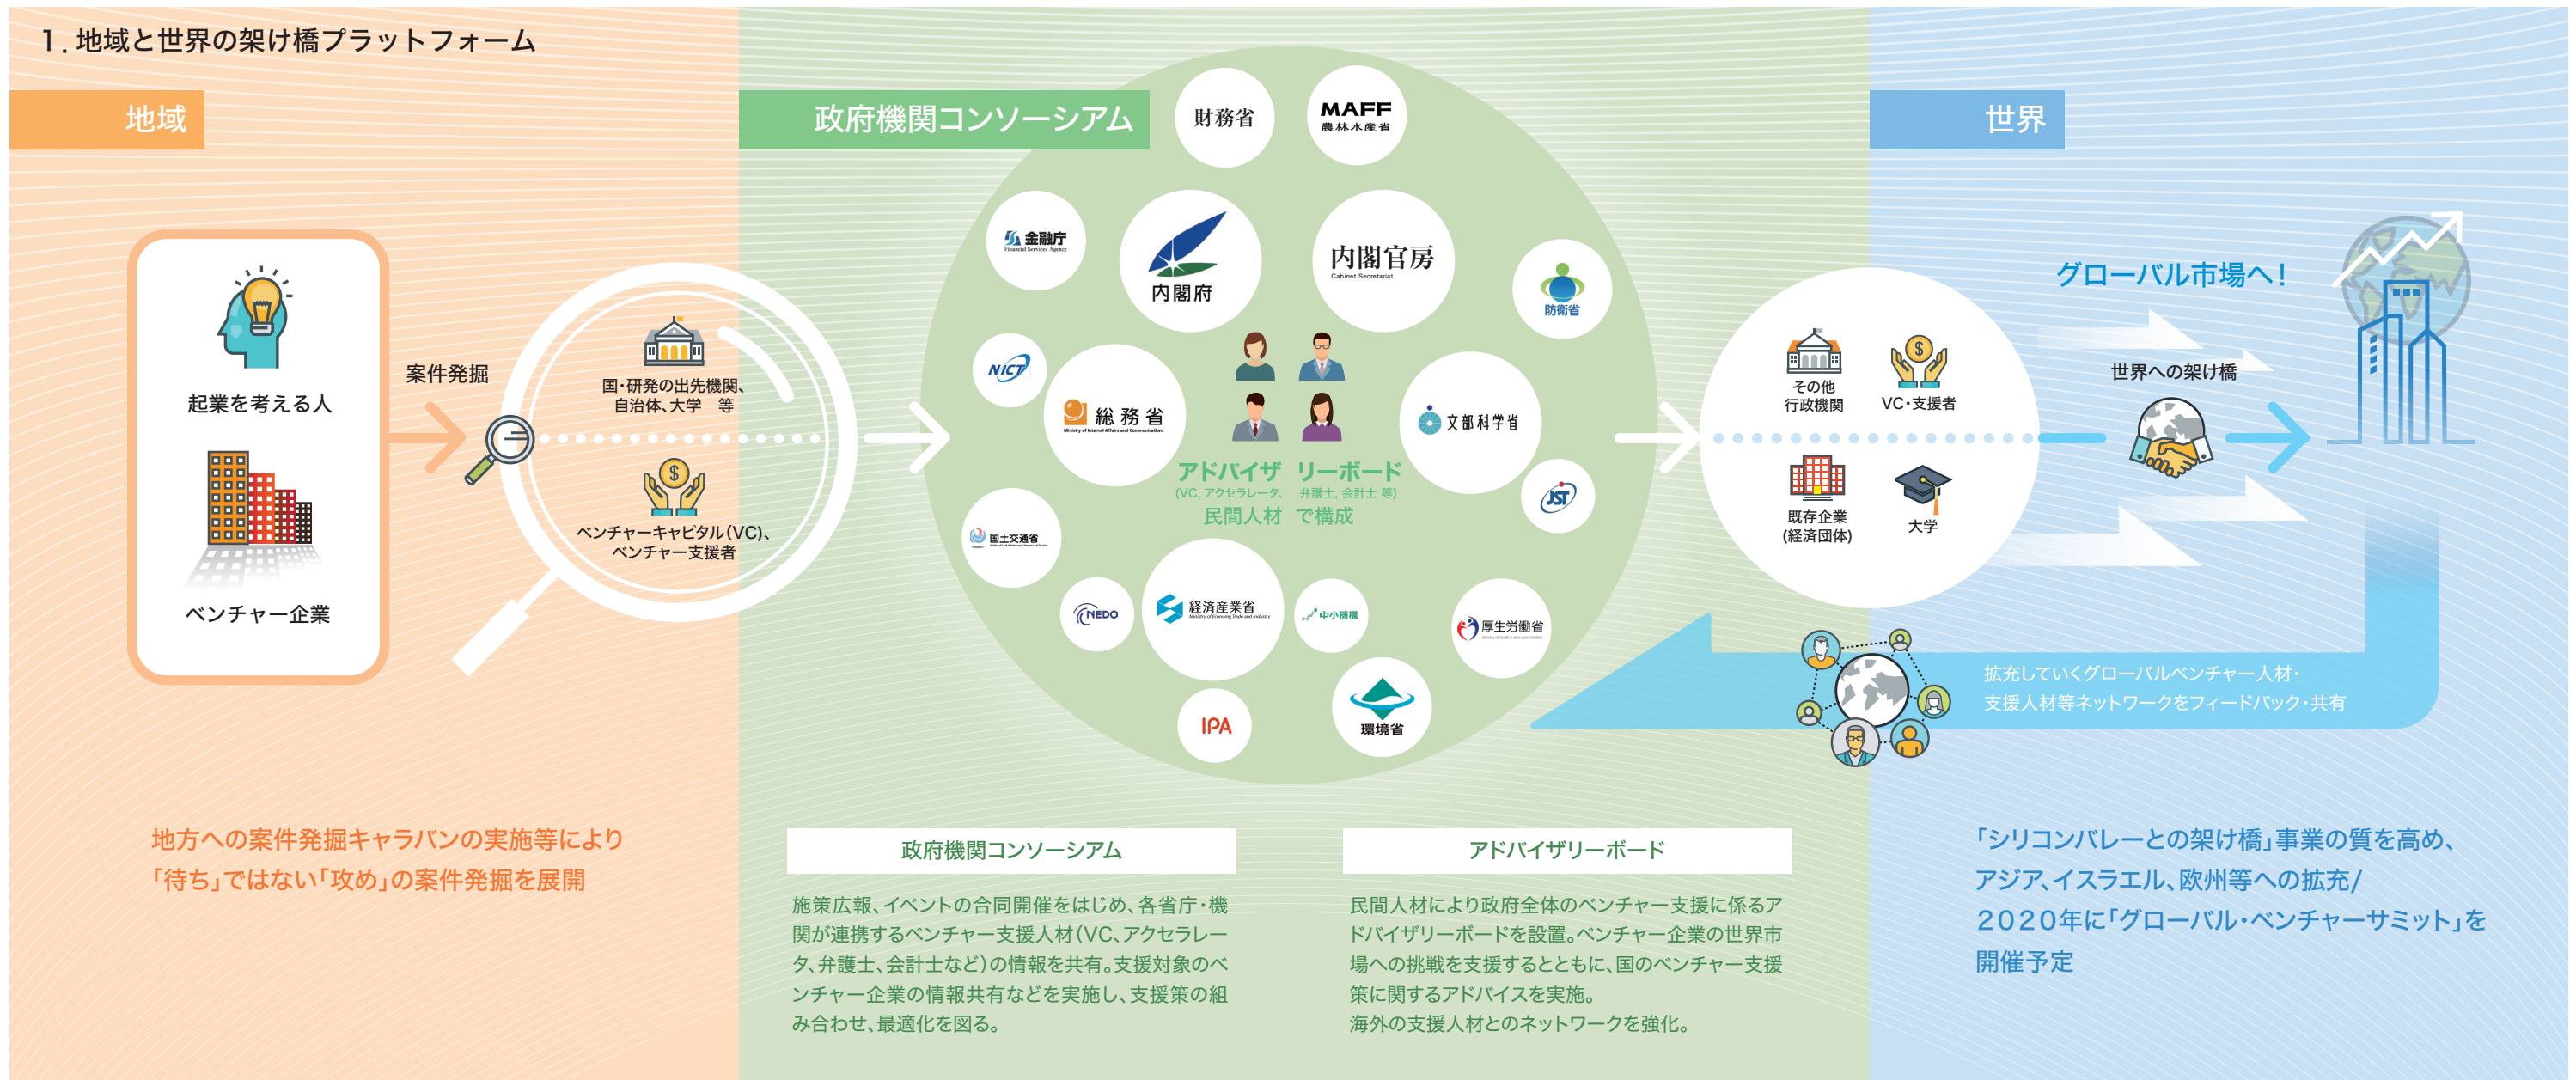 1. 地域と世界の架け橋プラットフォーム
地域
起業を考える人
ベンチャー企業
案件発掘
国・研発の出先機関、
自治体、大学　等
ベンチャーキャピタル（VC)、
ベンチャー支援者
地方への案件発掘キャラバンの実施等により
「待ち」ではない「攻め」の案件発掘を展開
政府機関コンソーシアム
財務省
MAFF
農林水産省
金融庁
Financial Services Agency
内閣府
内閣官房
Cabinet Secretariat
防衛省
NICT
総務省
Ministry of Internal Affairs and Communications
文部科学省
アドバイザリーボード
(VC, アクセラレータ、弁護士, 会計士 等)
民間人材で構成
JST
国土交通省
NEDO
経済産業省
Ministry of Economy, Trade and Industry
中小機構
厚生労働省
IPA
環境省
政府機関コンソーシアム
施策広報、イベントの合同開催をはじめ、各省庁・機
関が連携するベンチャー支援人材（VC、アクセラレー
タ、弁護士、会計士など）の情報を共有。支援対象のベ
ンチャー企業の情報共有などを実施し、支援策の組
み合わせ、最適化を図る。
アドバイザリーボード
民間人材により政府全体のベンチャー支援に係るア
ドバイザリーボードを設置。ベンチャー企業の世界市
場への挑戦を支援するとともに、国のベンチャー支援
策に関するアドバイスを実施。
海外の支援人材とのネットワークを強化。
世界
その他
行政機関
VC・支援者
既存企業
(経済団体)
大学
グローバル市場へ！
世界への架け橋
拡充していくグローバルベンチャー人材・
支援人材等ネットワークをフィードバック・共有
「シリコンバレーとの架け橋」事業の質を高め、
アジア、イスラエル、欧州等への拡充/
２０２０年に「グローバル・ベンチャーサミット」を
開催予定